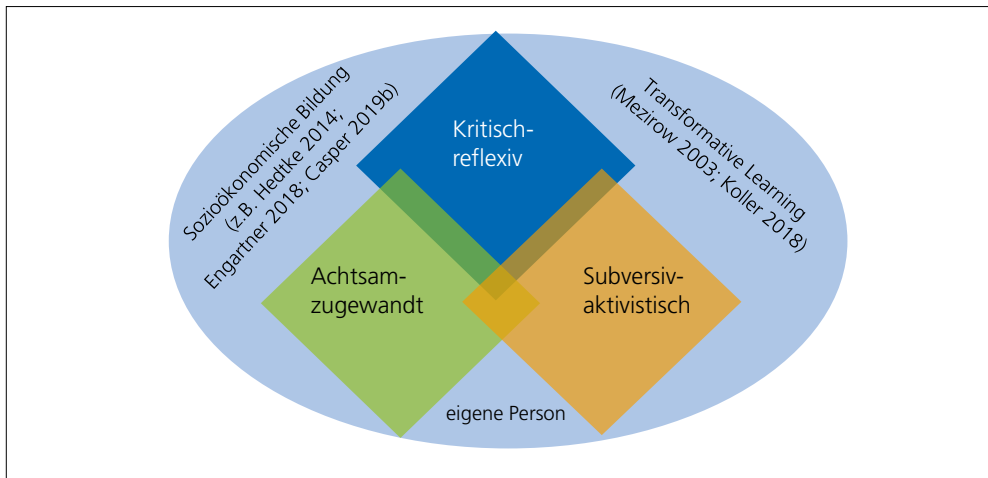 Sozioökonomische Bildung
(z.B. Hedtke 2014;
Engartner 2018; Casper 2019b)
Transformative Learning
(Mezirow 2003; Koller 2018)
Kritisch-
reflexiv
Achtsam-
zugewandt
Subversiv-
aktivistisch
eigene Person